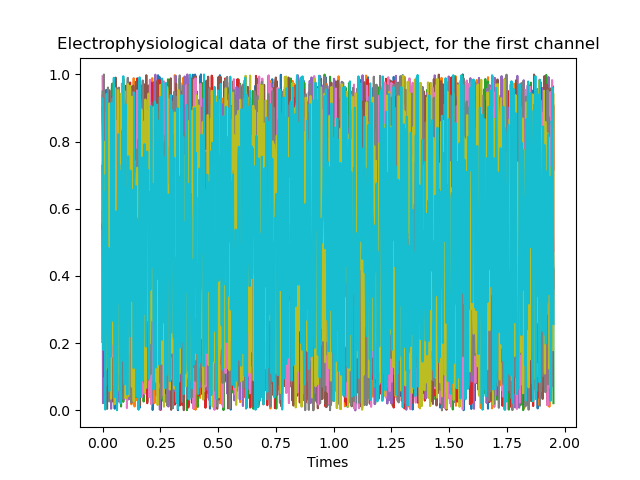 Electrophysiological data of the first subject, for the first channel
1.0
0.8
0.6
0.4
0.2
0.0
0.00 0.25 0.50 0.75 1.00 1.25 1.50 1.75 2.00
Times